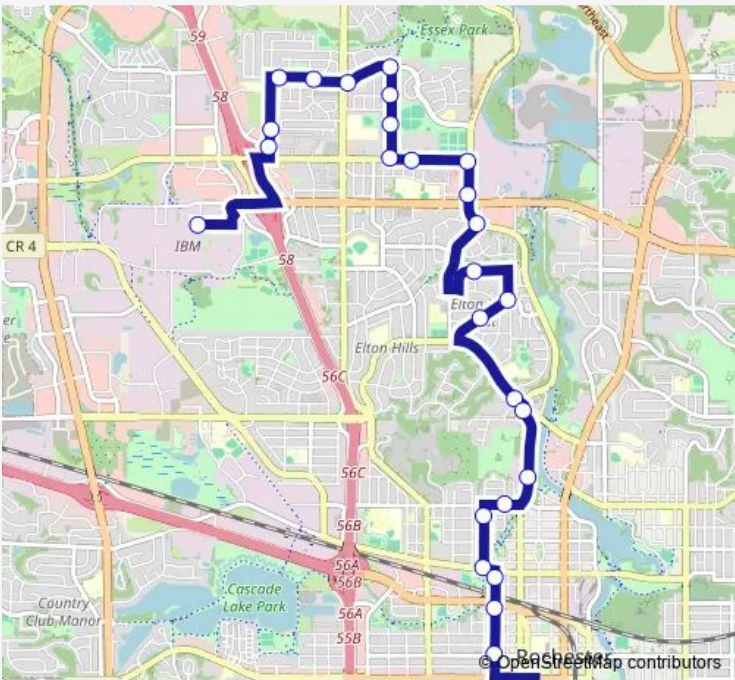 Essex Park
59
58
CR 4
IBM
58
Elton
Elton Hills
56C
56C
56B
56A
56B
Cascade
Lake Park
Country
Club Manor
56A
55B
Rochester
© OpenStreetMap contributors